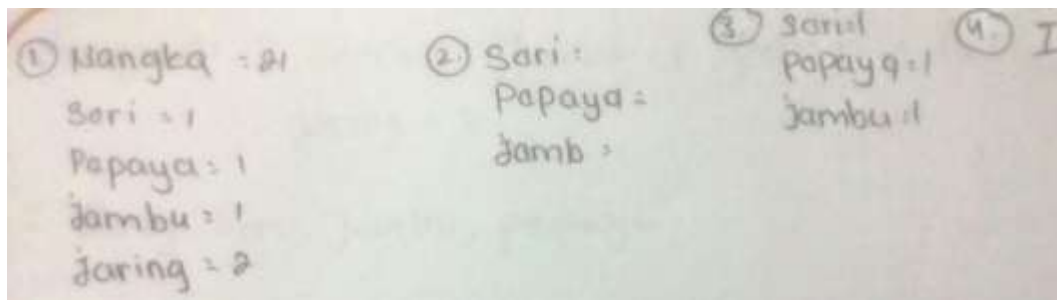 ① Nangka = 21
Sari = 1
Papaya = 1
Jambu = 1
Jaring = 2
② Sari =
Papaya =
Jamb =
③ Sari=1
Papaya=1
Jambu=1
④ I